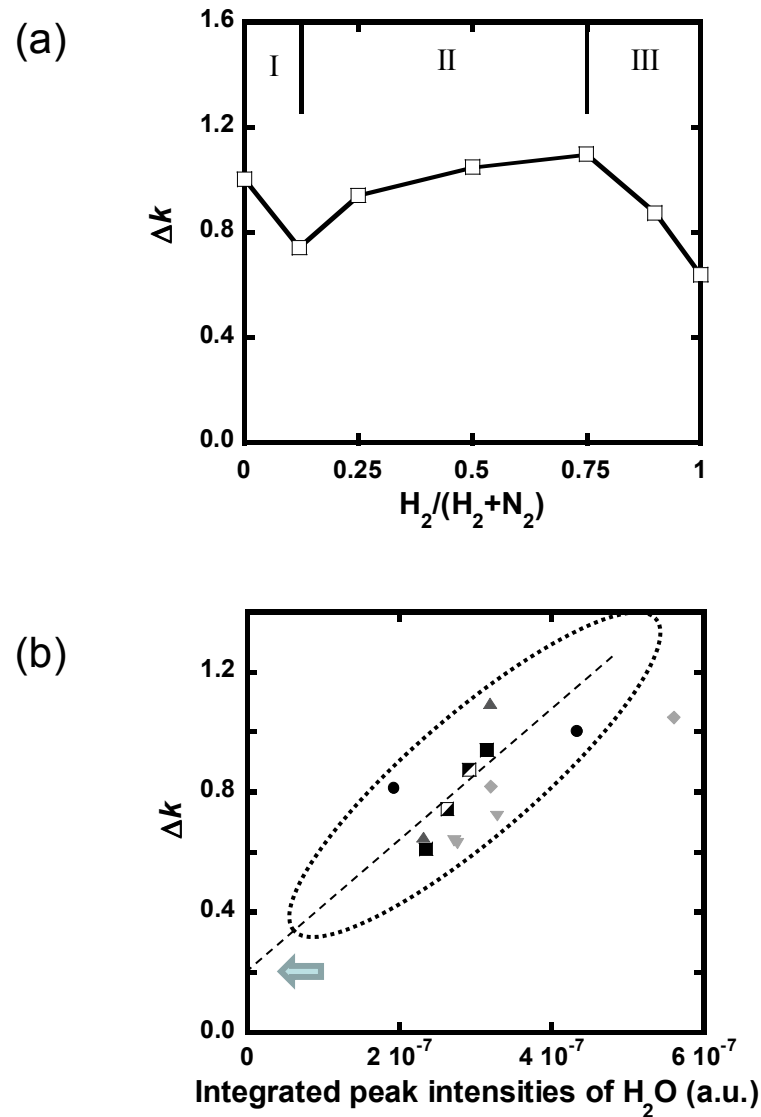 (a)
1.6
1.2
0.8
0.4
0.0
Δk
I II III
0 0.25 0.5 0.75 1
H₂/(H₂+N₂)
(b)
1.2
0.8
0.4
0.0
Δk
0 2 10⁻⁷ 4 10⁻⁷ 6 10⁻⁷
Integrated peak intensities of H₂O (a.u.)